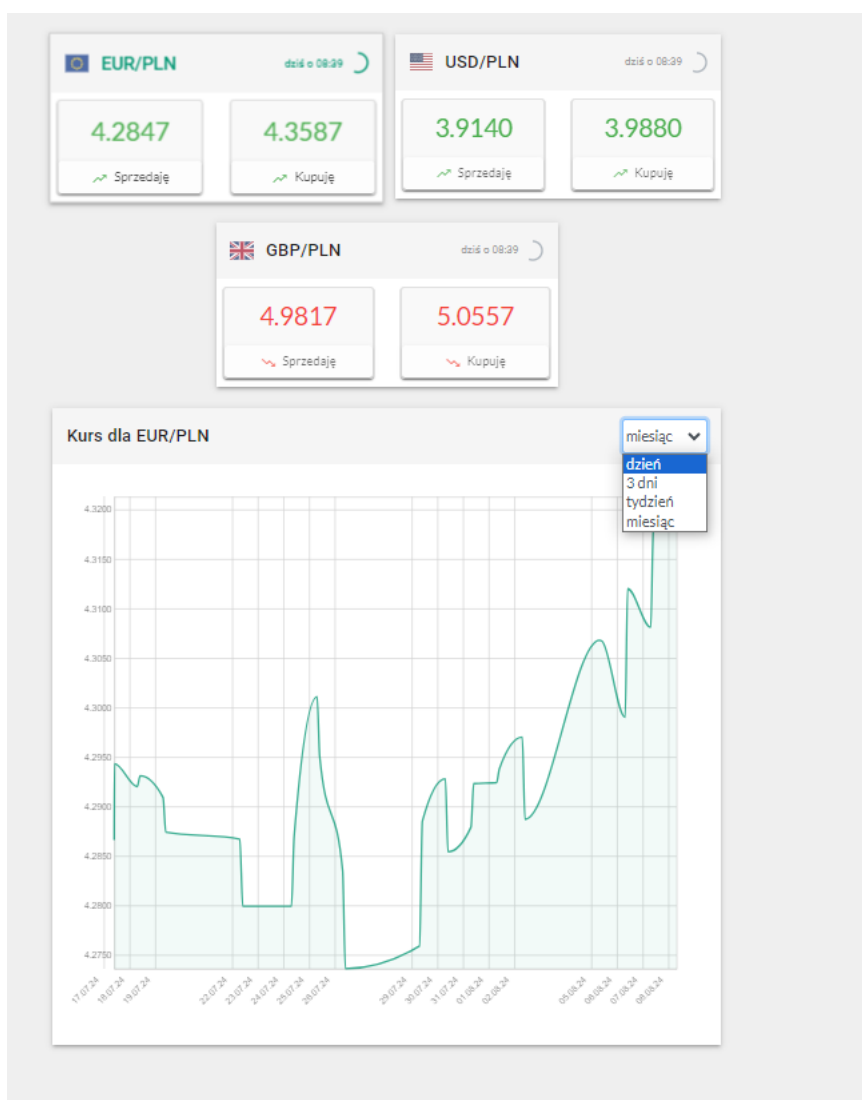 EUR/PLN dziś o 08:39
USD/PLN dziś o 08:39
4.2847 4.3587
3.9140 3.9880
Sprzedaję Kupuję
Sprzedaję Kupuję
GBP/PLN dziś o 08:39
4.9817 5.0557
Sprzedaję Kupuję
Kurs dla EUR/PLN
miesiąc
dzień
3 dni
tydzień
miesiąc
4.3200
4.3150
4.3100
4.3050
4.3000
4.2950
4.2900
4.2850
4.2800
4.2750
17.07.24 18.07.24 19.07.24 22.07.24 23.07.24 24.07.24 25.07.24 26.07.24 29.07.24 30.07.24 31.07.24 01.08.24 02.08.24 05.08.24 06.08.24 07.08.24 08.08.24